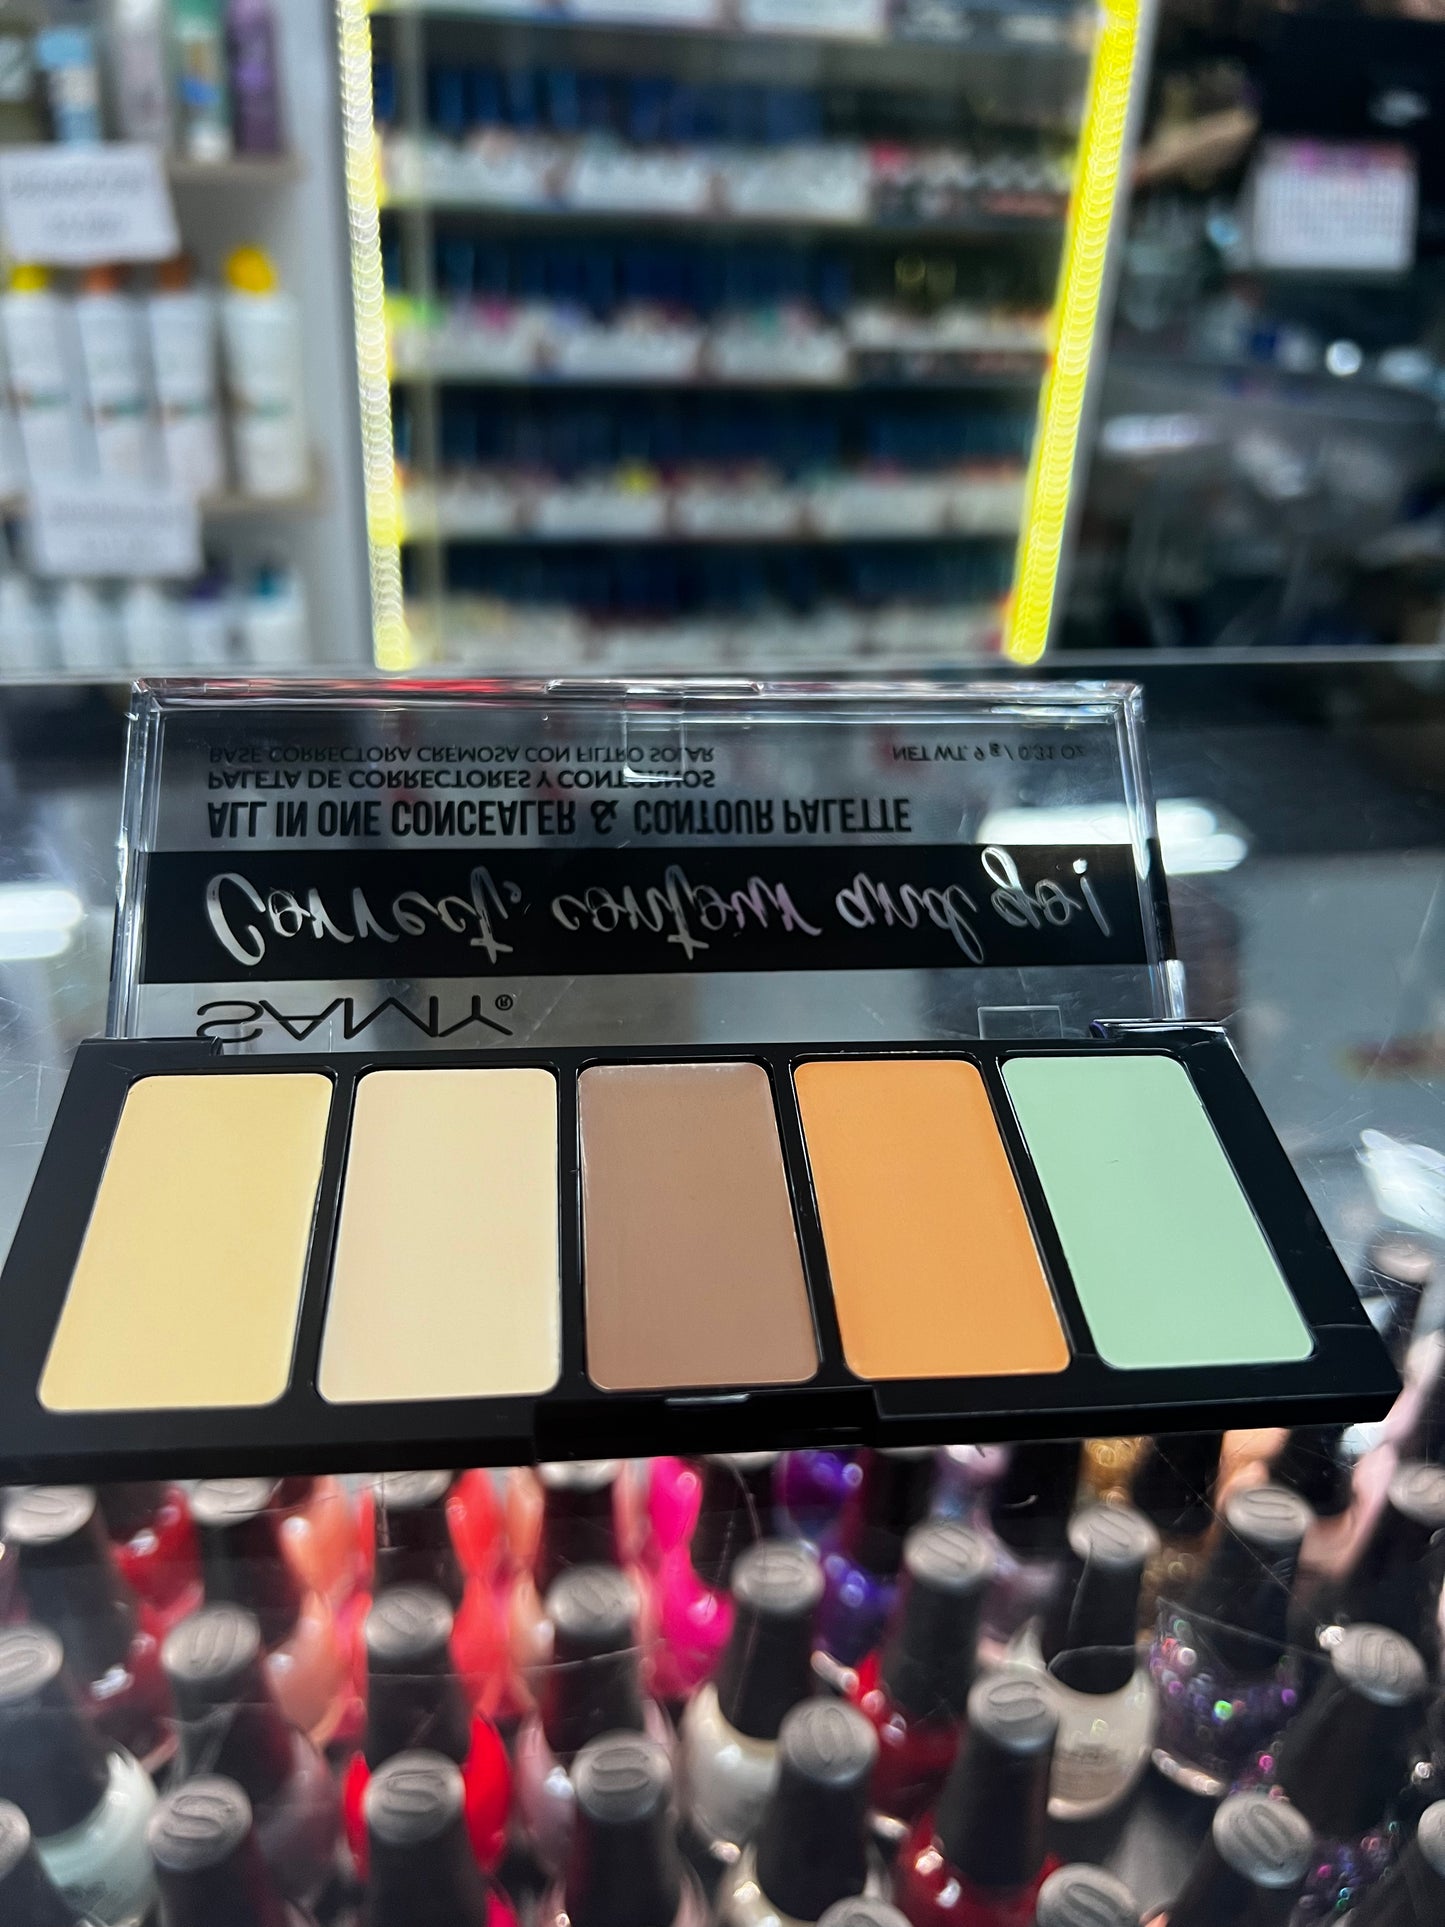 SAMY®
Correct, contour and go!
ALL IN ONE CONCEALER & CONTOUR PALETTE
PALETA DE CORRECTORES Y CONTORNOS
BASE CORRECTORA CREMOSA CON FILTRO SOLAR
NET WT. 9 g / 0.31 OZ